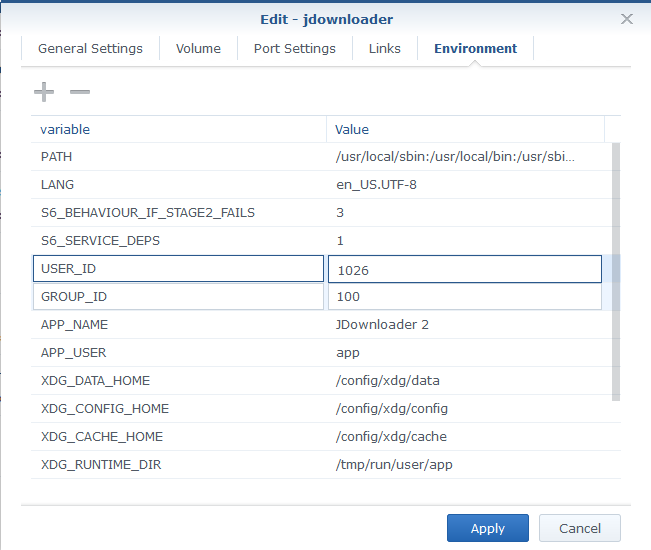 Edit - jdownloader
General Settings Volume Port Settings Links Environment
variable Value
PATH /usr/local/sbin:/usr/local/bin:/usr/sbi...
LANG en_US.UTF-8
S6_BEHAVIOUR_IF_STAGE2_FAILS 3
S6_SERVICE_DEPS 1
USER_ID 1026
GROUP_ID 100
APP_NAME JDownloader 2
APP_USER app
XDG_DATA_HOME /config/xdg/data
XDG_CONFIG_HOME /config/xdg/config
XDG_CACHE_HOME /config/xdg/cache
XDG_RUNTIME_DIR /tmp/run/user/app
Apply Cancel